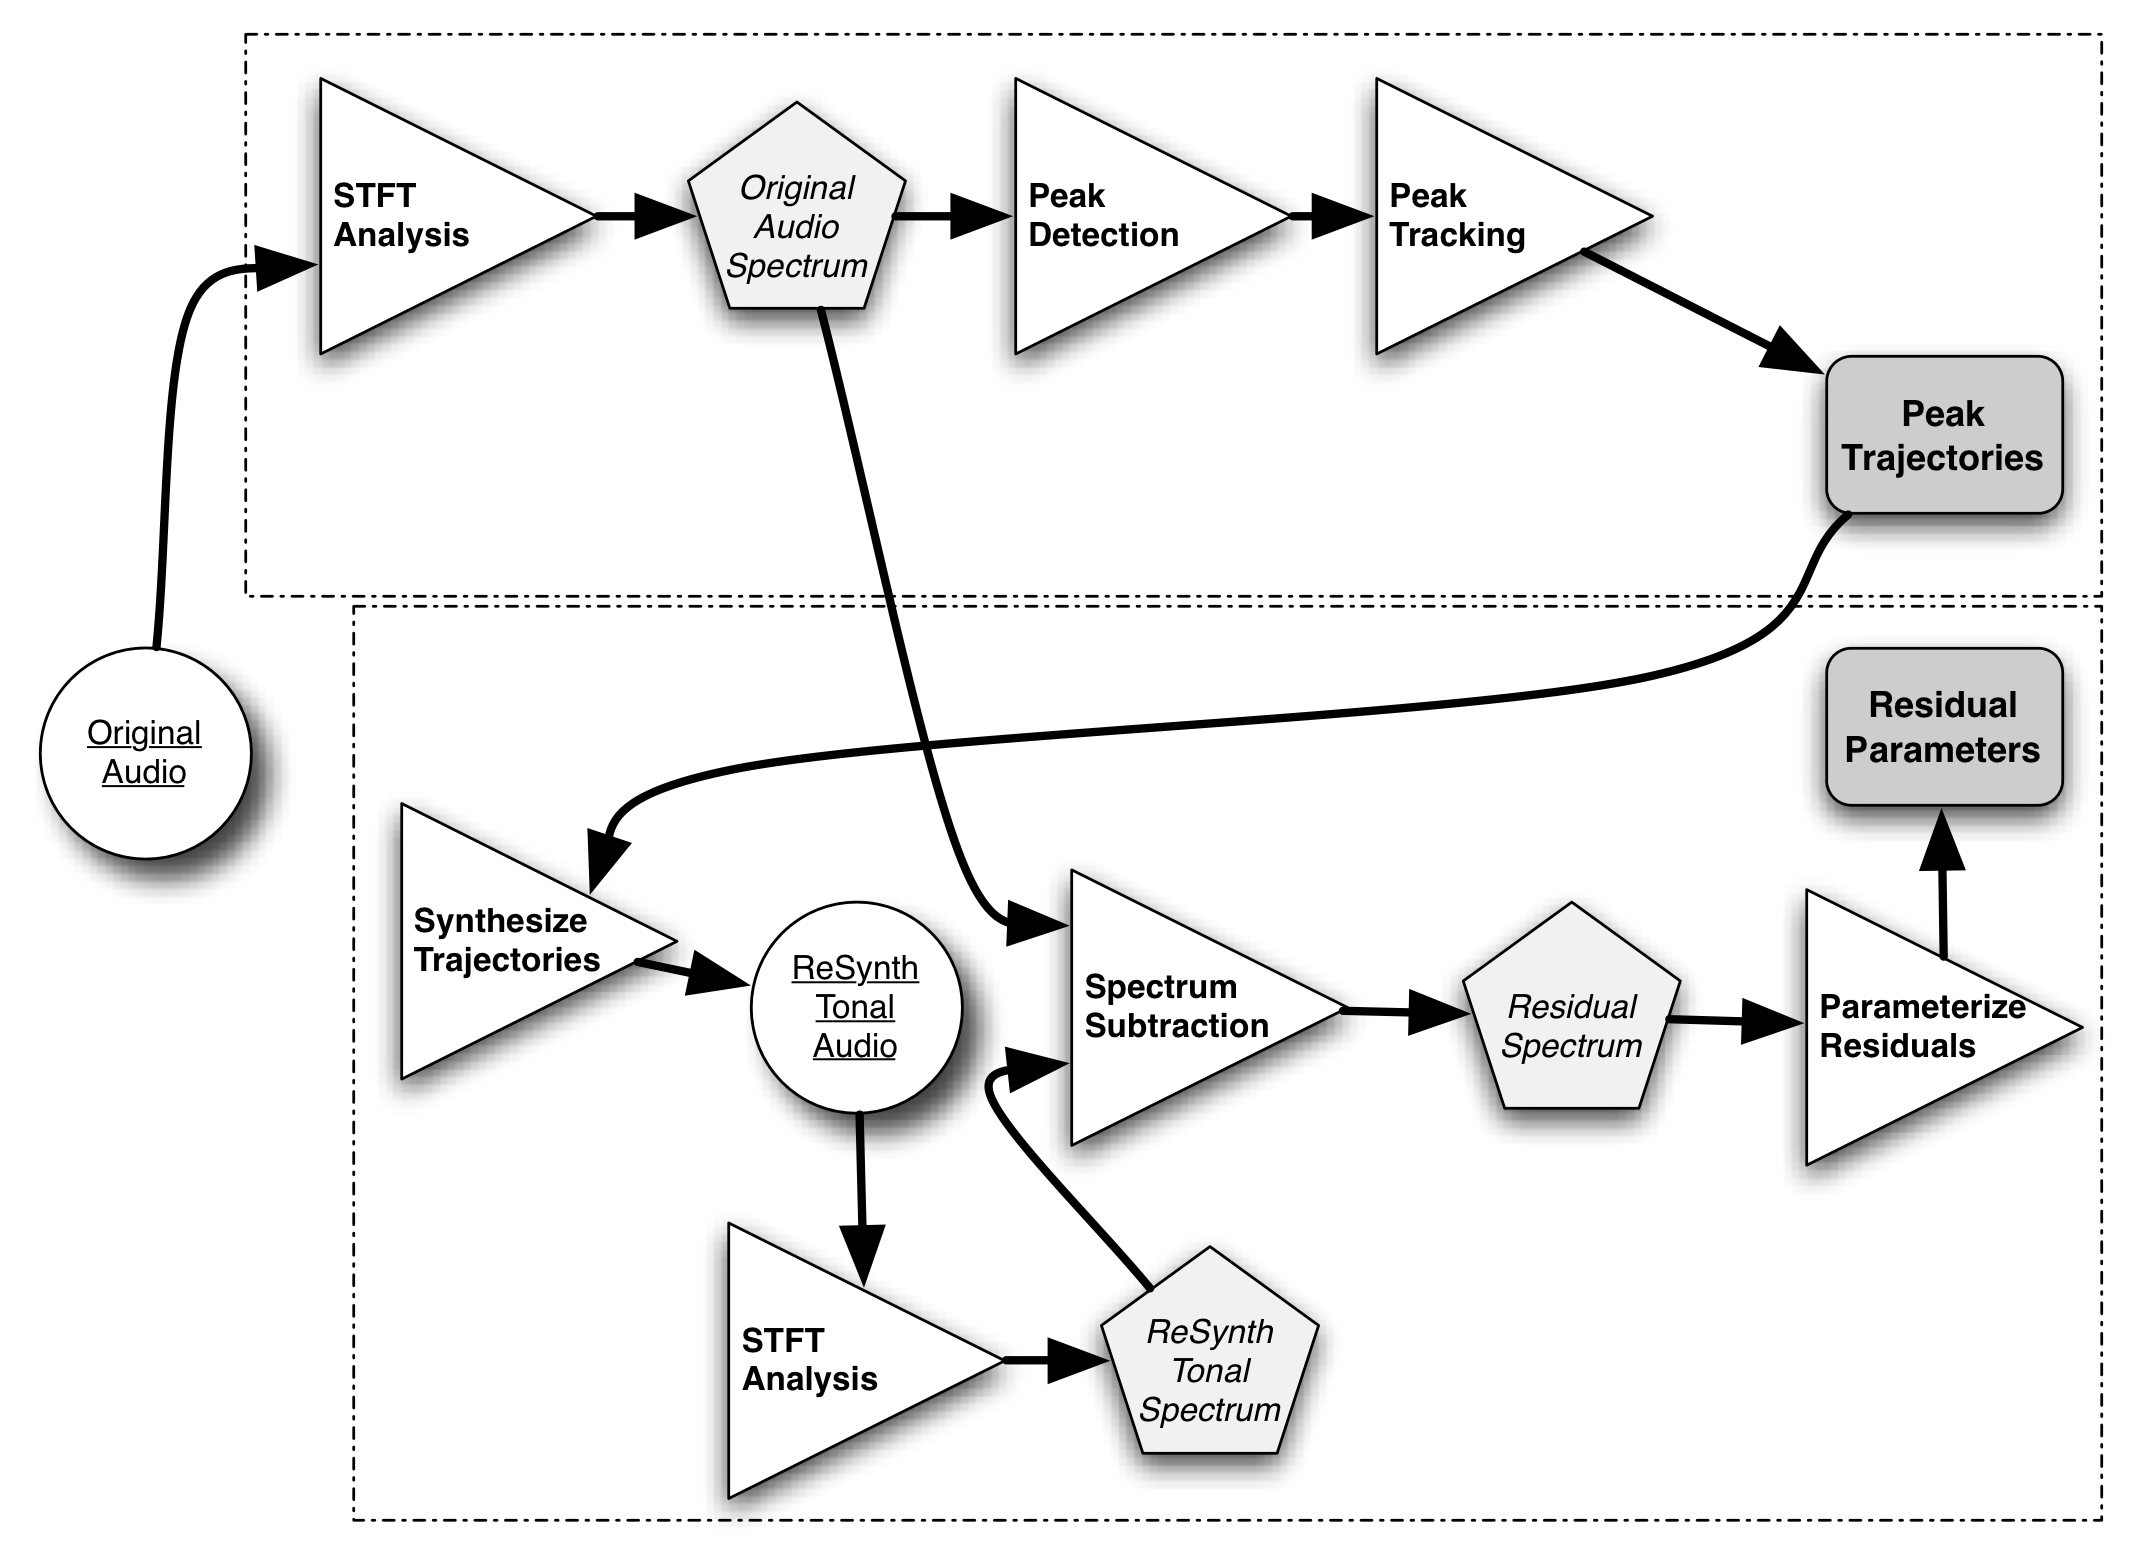 STFT
Analysis
Original
Audio
Spectrum
Peak
Detection
Peak
Tracking
Peak
Trajectories
Original
Audio
Residual
Parameters
Synthesize
Trajectories
ReSynth
Tonal
Audio
Spectrum
Subtraction
Residual
Spectrum
Parameterize
Residuals
STFT
Analysis
ReSynth
Tonal
Spectrum